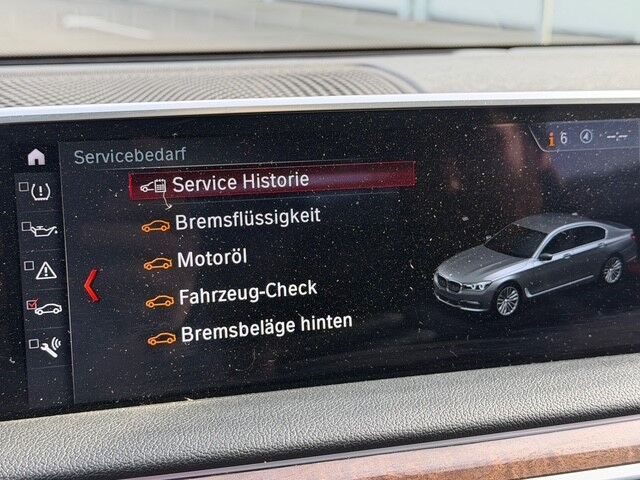 Servicebedarf
6
--:--
Service Historie
Bremsflüssigkeit
Motoröl
Fahrzeug-Check
Bremsbeläge hinten